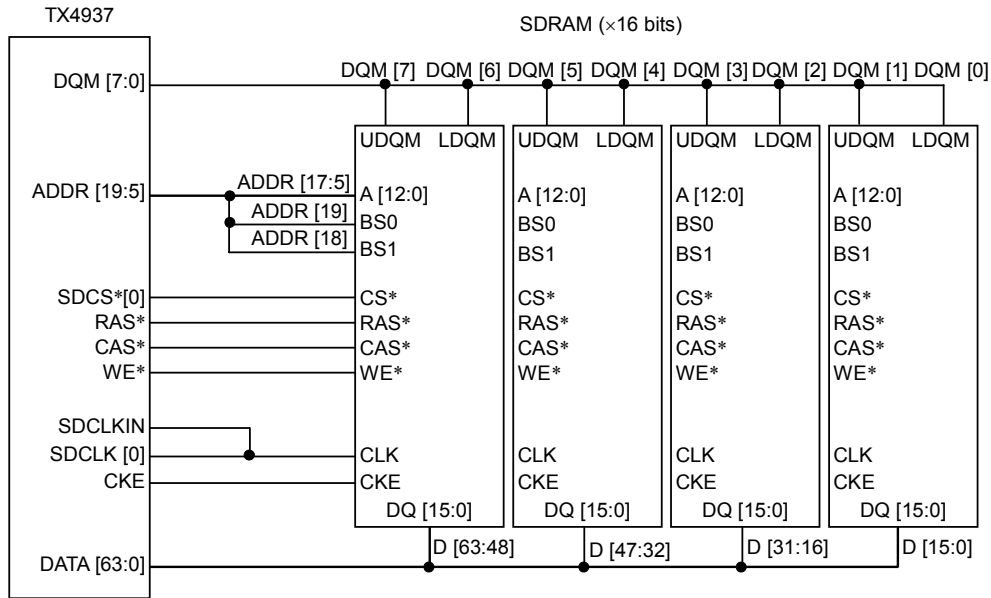 TX4937
SDRAM (×16 bits)
DQM [7:0] DQM [7] DQM [6] DQM [5] DQM [4] DQM [3] DQM [2] DQM [1] DQM [0]
UDQM LDQM UDQM LDQM UDQM LDQM UDQM LDQM
ADDR [19:5] ADDR [17:5] A [12:0] A [12:0] A [12:0] A [12:0]
ADDR [19] BS0 BS0 BS0 BS0
ADDR [18] BS1 BS1 BS1 BS1
SDCS*[0] CS* CS* CS* CS*
RAS* RAS* RAS* RAS* RAS*
CAS* CAS* CAS* CAS* CAS*
WE* WE* WE* WE* WE*
SDCLKIN
SDCLK [0] CLK CLK CLK CLK
CKE CKE CKE CKE CKE
DQ [15:0] DQ [15:0] DQ [15:0] DQ [15:0]
D [63:48] D [47:32] D [31:16] D [15:0]
DATA [63:0]